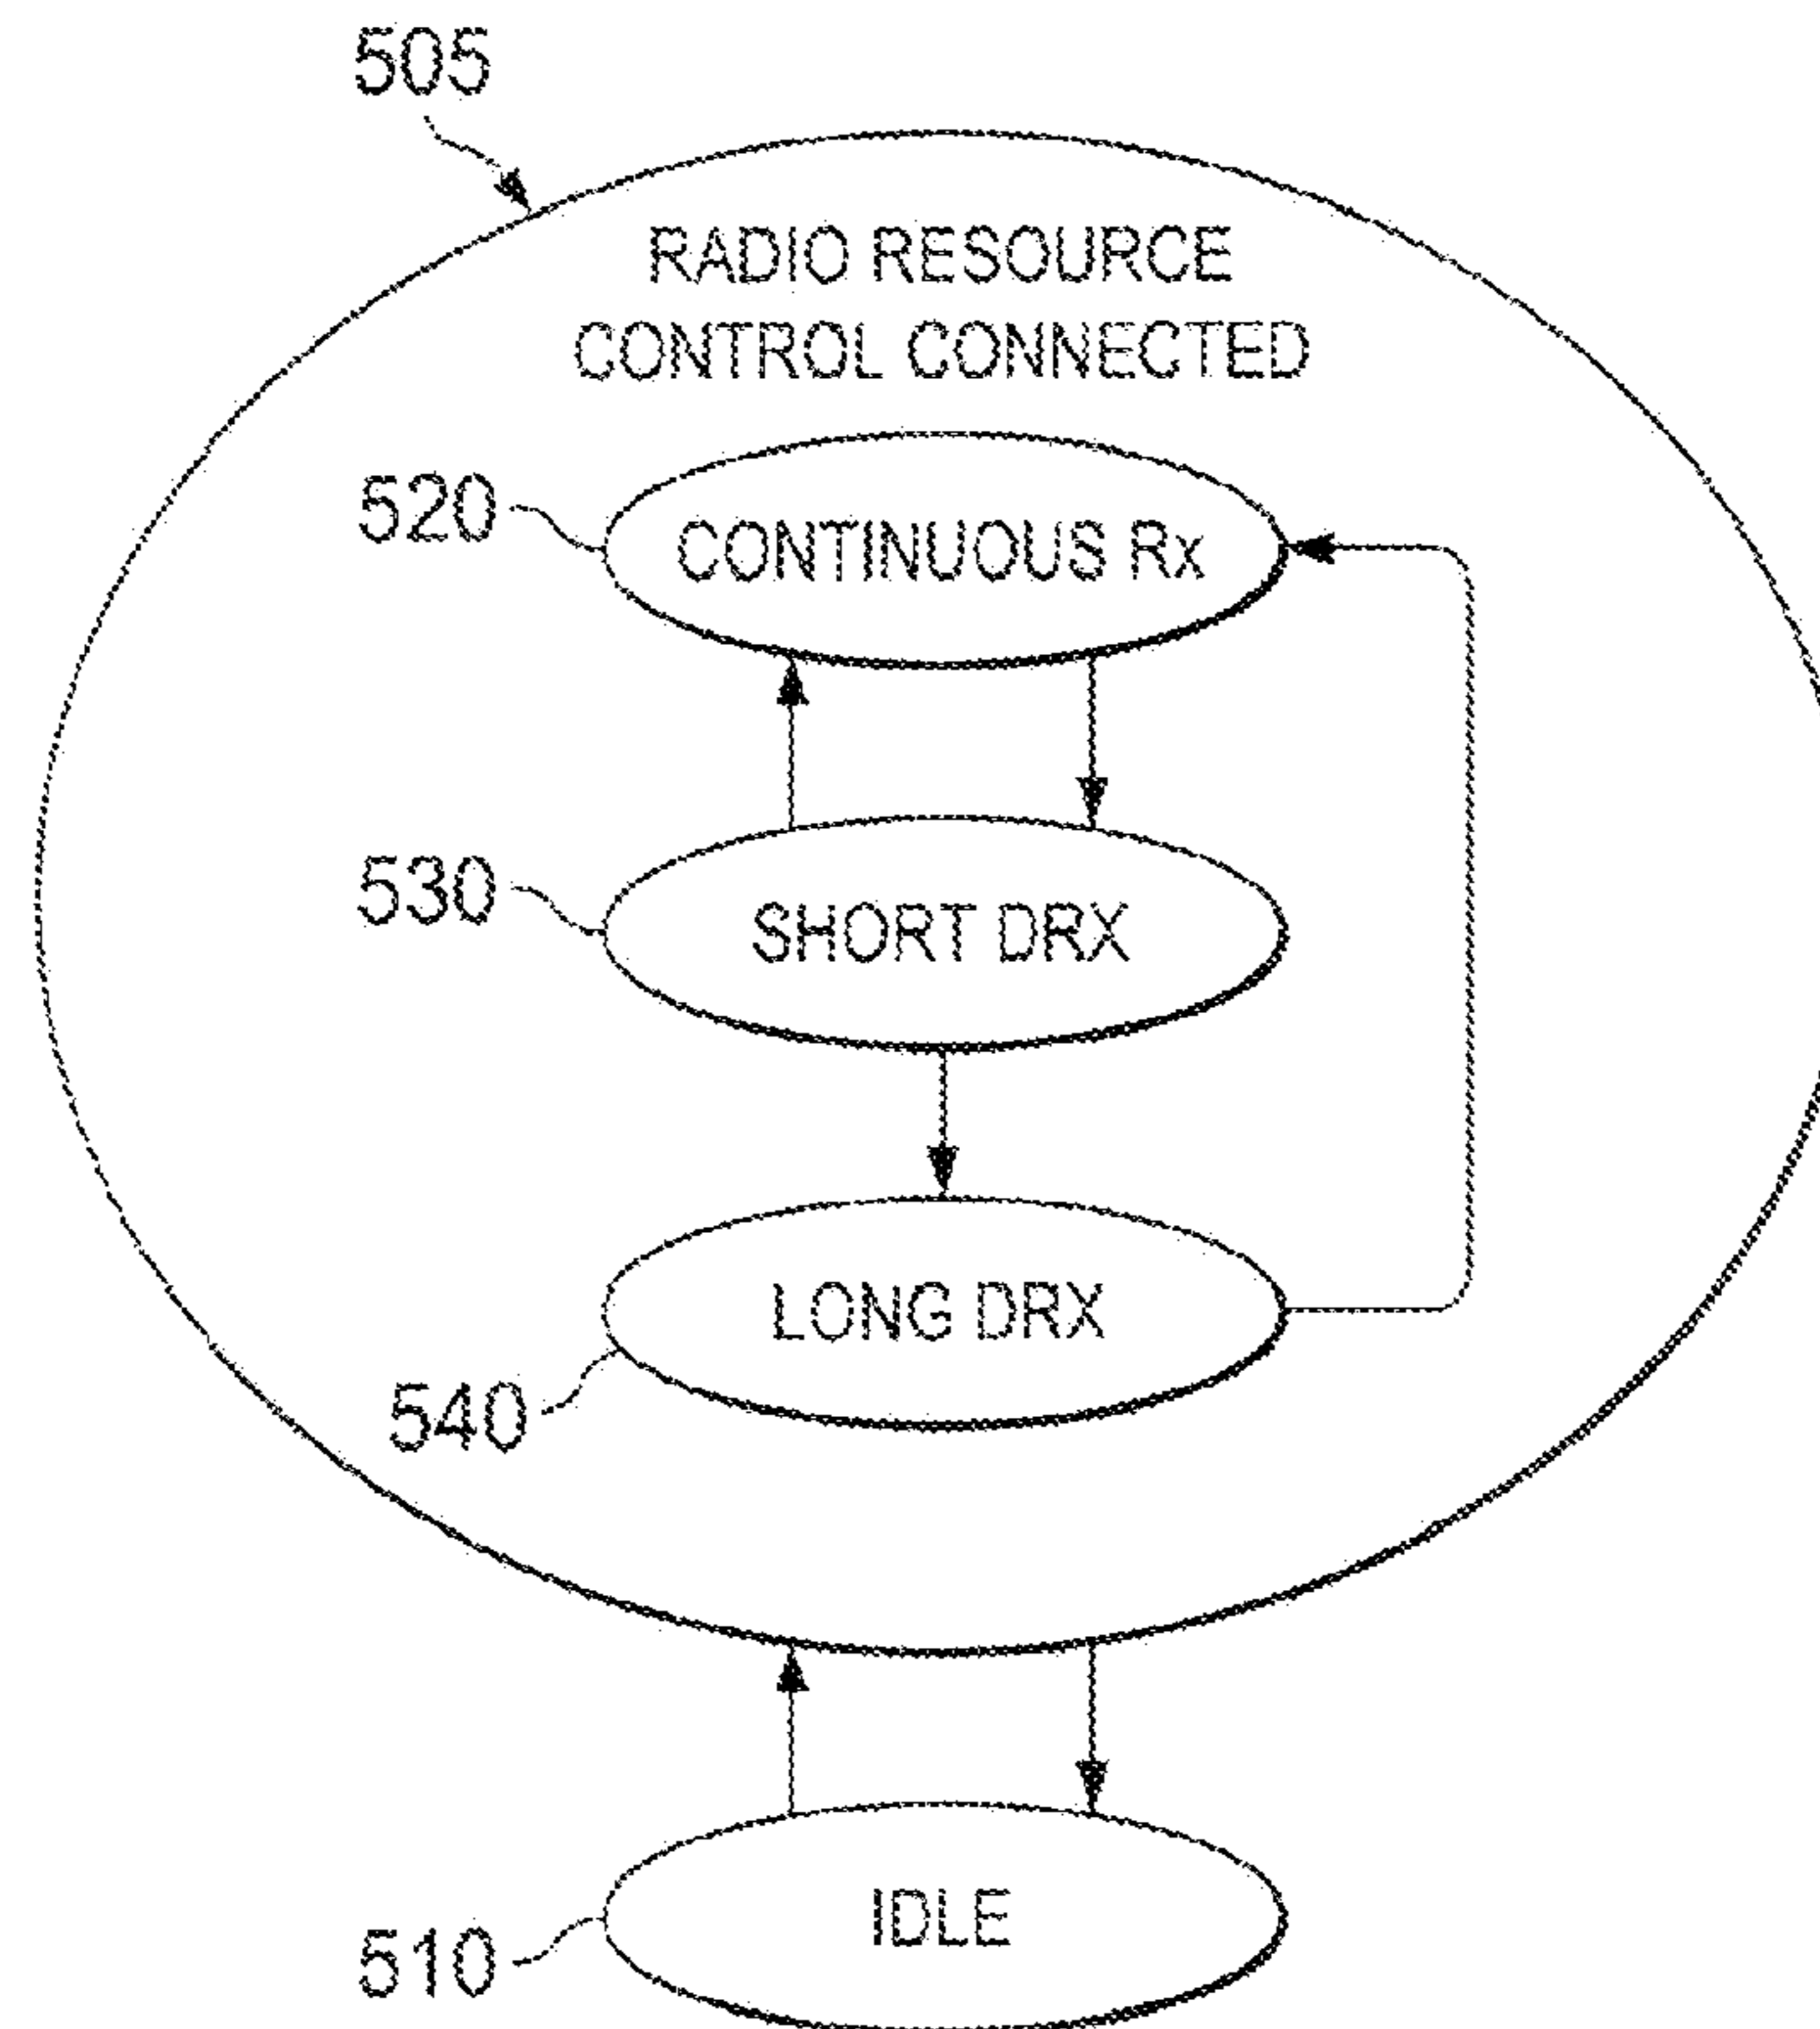 505
RADIO RESOURCE
CONTROL CONNECTED
520
CONTINUOUS Rx
530
SHORT DRX
LONG DRX
540
IDLE
510